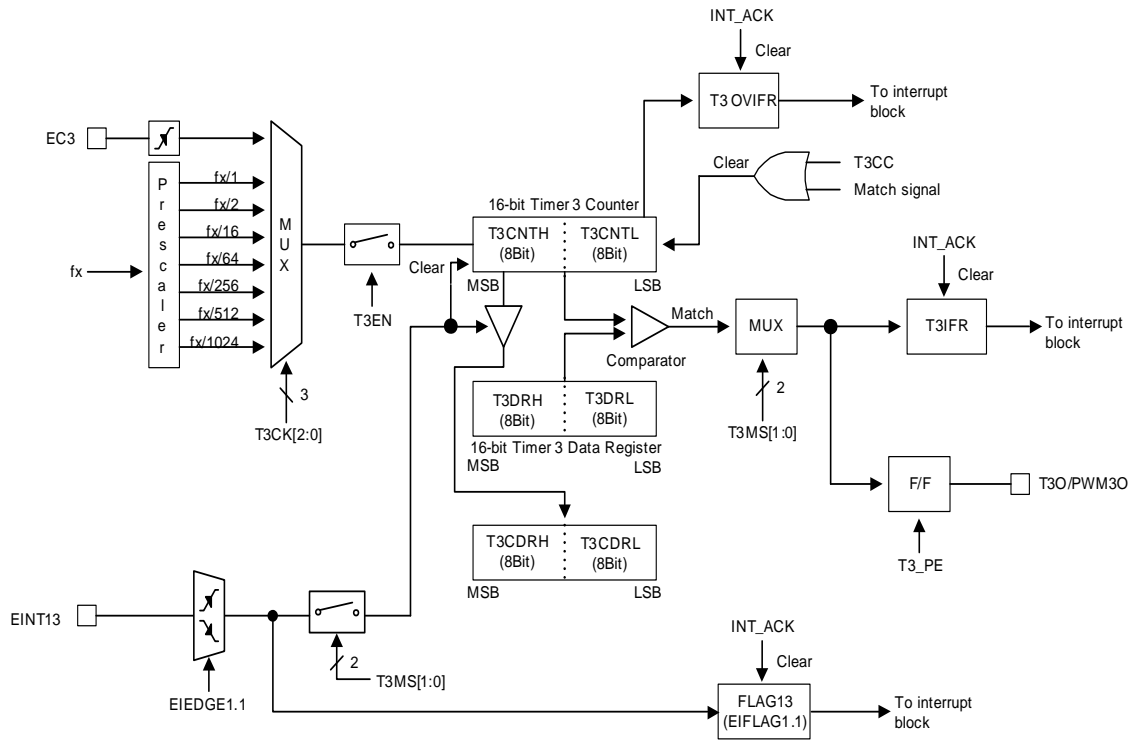 INT_ACK
Clear
T3OVIFR
To interrupt
block
EC3
Prescaler
fx/1
fx/2
fx/16
fx/64
fx/256
fx/512
fx/1024
fx
MUX
3
T3CK[2:0]
T3EN
Clear
T3CC
Match signal
16-bit Timer 3 Counter
T3CNTH
(8Bit)
T3CNTL
(8Bit)
Clear
MSB
LSB
Match
Comparator
MUX
2
T3MS[1:0]
INT_ACK
Clear
T3IFR
To interrupt
block
T3DRH
(8Bit)
T3DRL
(8Bit)
16-bit Timer 3 Data Register
MSB
LSB
F/F
T3O/PWM3O
T3_PE
T3CDRH
(8Bit)
T3CDRL
(8Bit)
MSB
LSB
EINT13
EIEDGE1.1
2
T3MS[1:0]
INT_ACK
Clear
FLAG13
(EIFLAG1.1)
To interrupt
block